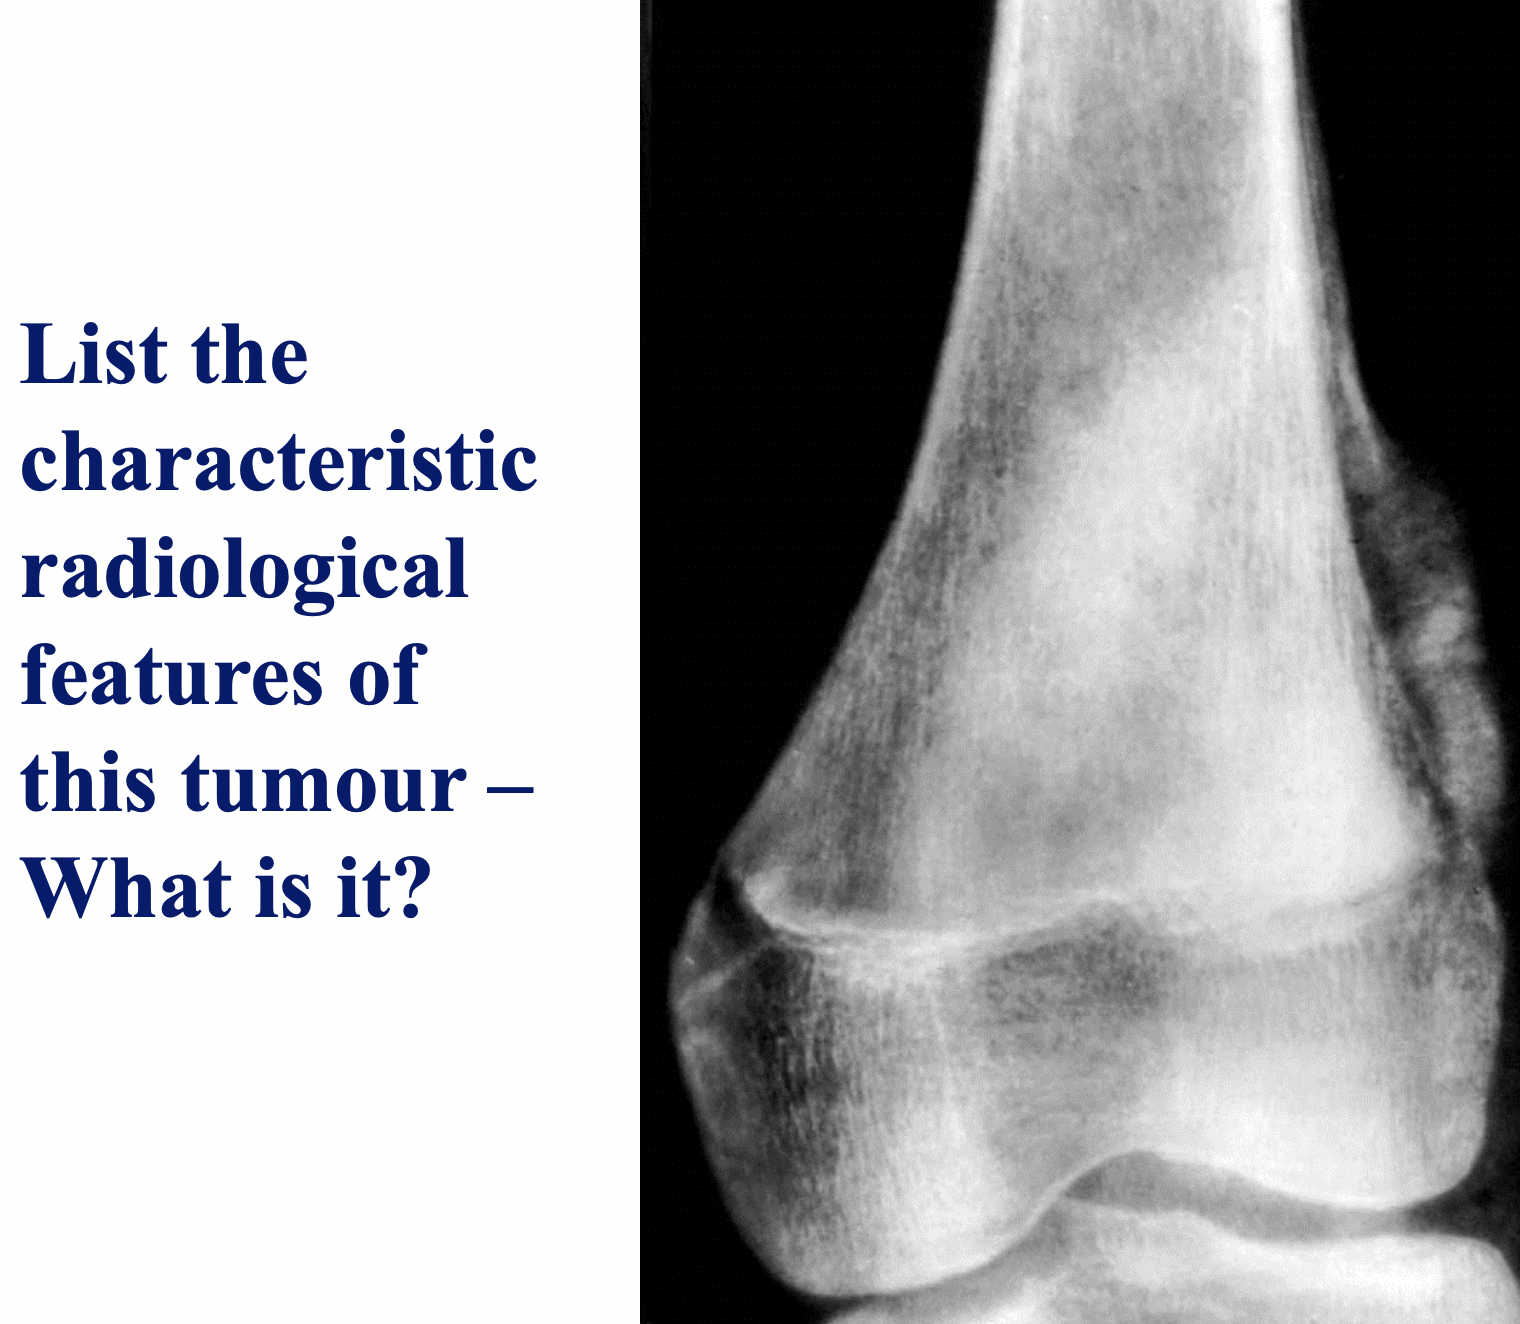 List the
characteristic
radiological
features of
this tumour –
What is it?